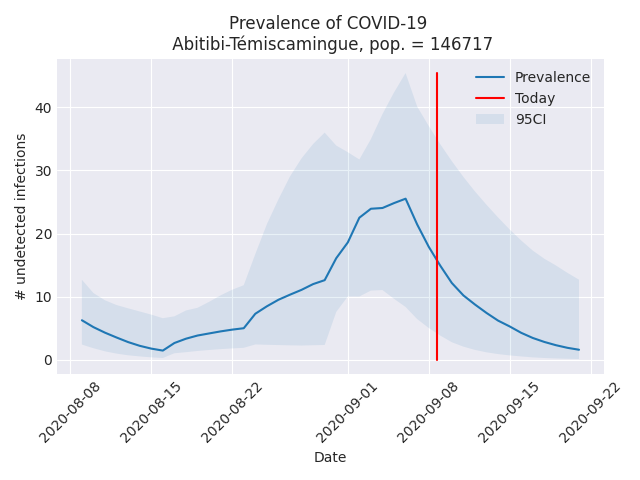 Prevalence of COVID-19
Abitibi-Témiscamingue, pop. = 146717
Prevalence
Today
95CI
# undetected infections
40
30
20
10
0
2020-08-08
2020-08-15
2020-08-22
2020-09-01
2020-09-08
2020-09-15
2020-09-22
Date